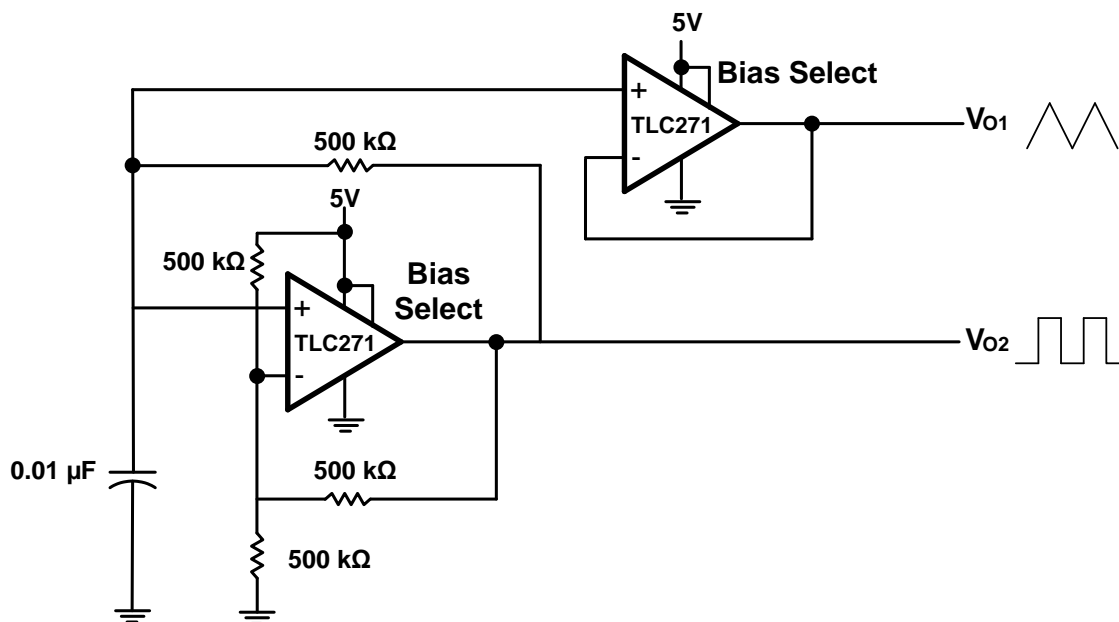 5V
Bias Select
+
TLC271
-
VO1
500 kΩ
5V
500 kΩ
Bias
Select
+
TLC271
-
VO2
0.01 µF
500 kΩ
500 kΩ